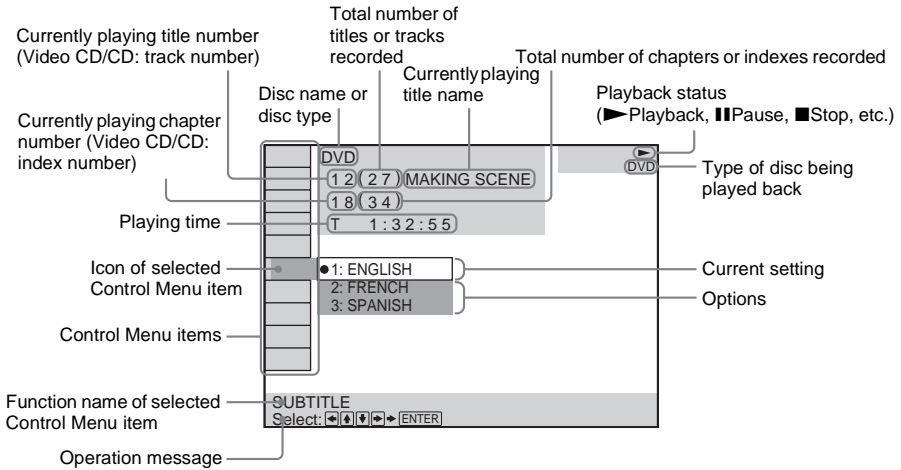 Currently playing title number
(Video CD/CD: track number)
Total number of
titles or tracks
recorded
Currently playing
title name
Total number of chapters or indexes recorded
Disc name or
disc type
Playback status
(►Playback, ❚❚Pause, ■Stop, etc.)
Currently playing chapter
number (Video CD/CD:
index number)
DVD
12(27) MAKING SCENE
18(34)
T 1:32:55
►
DVD
Type of disc being
played back
Playing time
Icon of selected
Control Menu item
●1: ENGLISH
2: FRENCH
3: SPANISH
Current setting
Options
Control Menu items
Function name of selected
Control Menu item
SUBTITLE
Select: ←↑↓→ → ENTER
Operation message